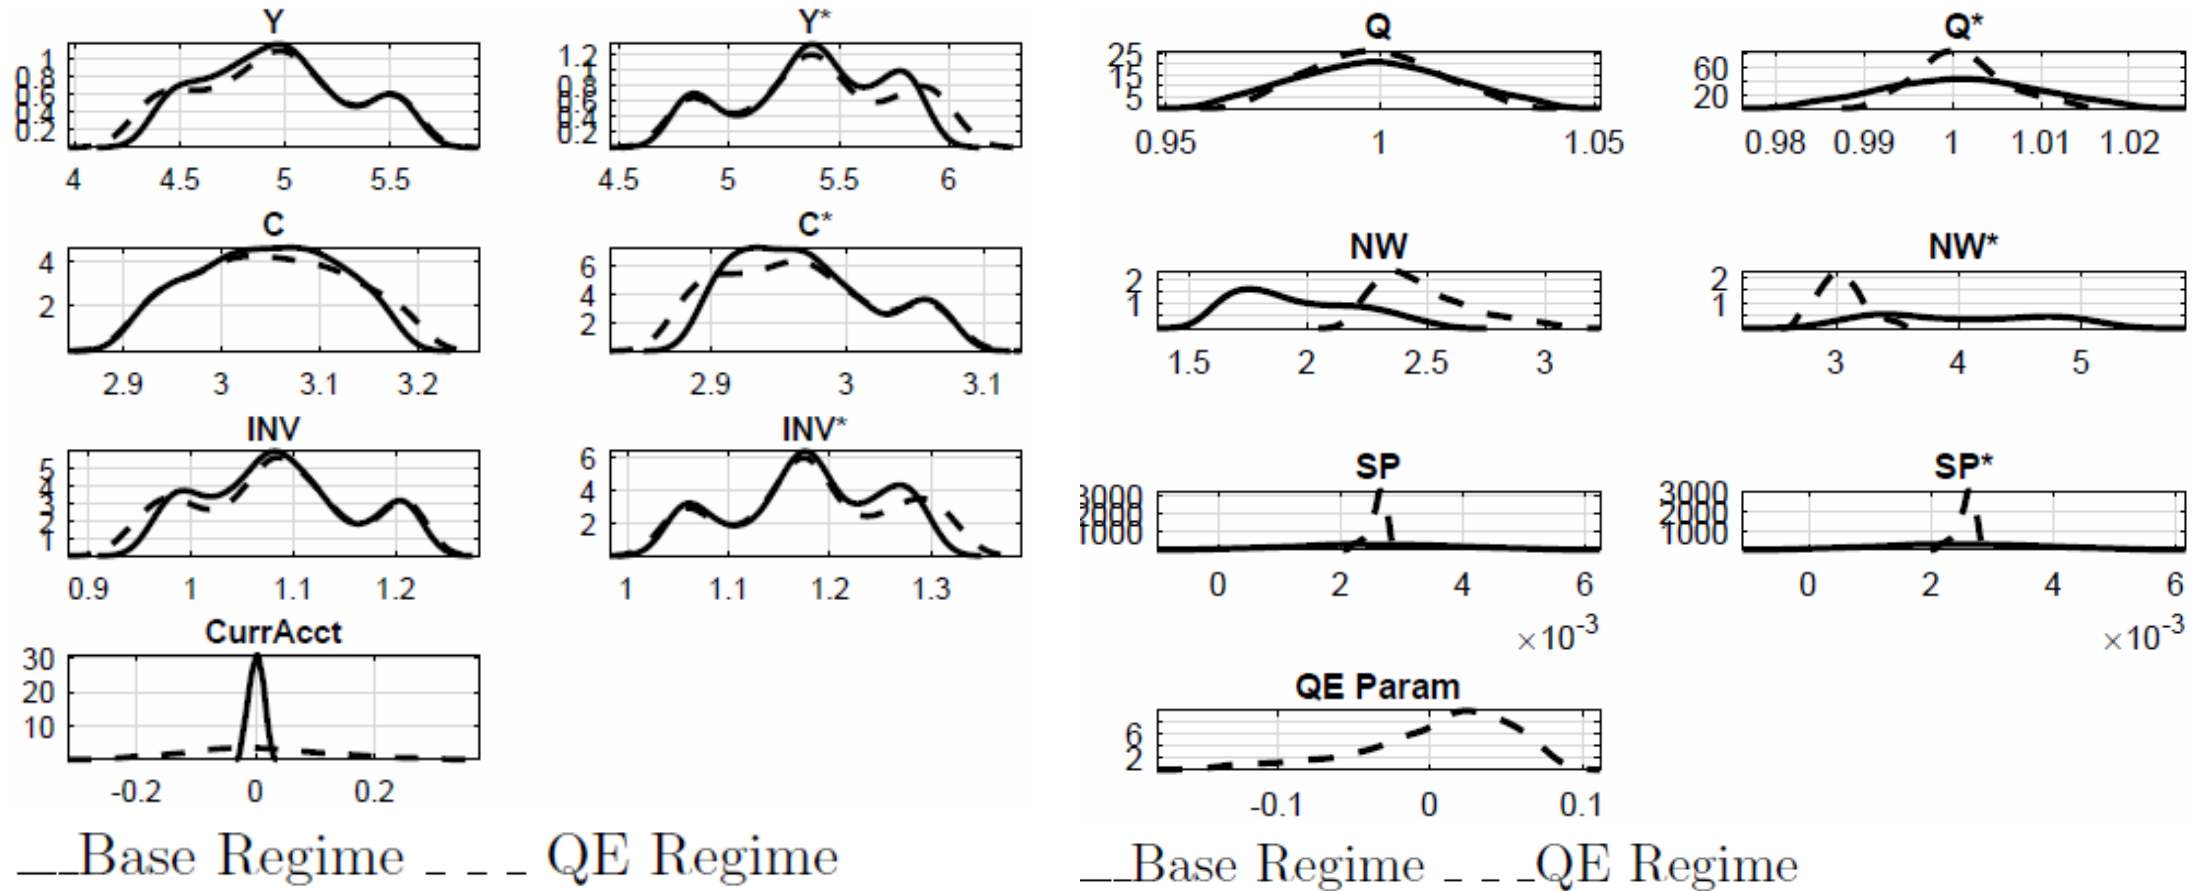 Y
1
0.8
0.6
0.4
0.2
4 4.5 5 5.5
Y*
1.2
1
0.8
0.6
0.4
0.2
4.5 5 5.5 6
C
4
2
2.9 3 3.1 3.2
C*
6
4
2
2.9 3 3.1
INV
5
4
3
2
1
0.9 1 1.1 1.2
INV*
6
4
2
1 1.1 1.2 1.3
CurrAcct
30
20
10
-0.2 0 0.2
__Base Regime _ _ _ QE Regime
Q
25
15
5
0.95 1 1.05
Q*
60
20
0.98 0.99 1 1.01 1.02
NW
2
1
1.5 2 2.5 3
NW*
2
1
3 4 5
SP
3000
2000
1000
0 2 4 6
×10-3
SP*
3000
2000
1000
0 2 4 6
×10-3
QE Param
6
2
-0.1 0 0.1
__Base Regime _ _ _QE Regime